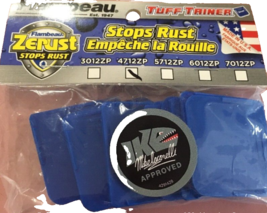 Flambeau
Est. 1947
TUFF TAINER
Flambeau
ZERUST
STOPS RUST
Stops Rust
Empêche la Rouille
3012ZP 4712ZP 5712ZP 6012ZP 7012ZP
IKE
Mike Iaconelli
APPROVED